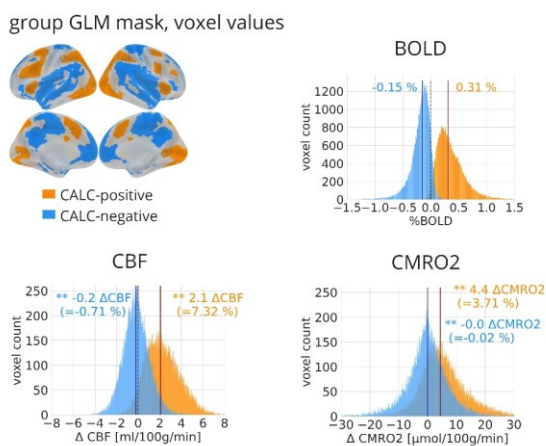 group GLM mask, voxel values
CALC-positive
CALC-negative
BOLD
-0.15 %
0.31 %
1200
1000
800
600
400
200
0
voxel count
−1.5 −1.0 −0.5 0.0 0.5 1.0 1.5
%BOLD
CBF
** -0.2 ΔCBF
(=-0.71 %)
** 2.1 ΔCBF
(=7.32 %)
250
200
150
100
50
0
voxel count
−8 −6 −4 −2 0 2 4 6 8
Δ CBF [ml/100g/min]
CMRO2
** 4.4 ΔCMRO2
(=3.71 %)
** -0.0 ΔCMRO2
(=-0.02 %)
250
200
150
100
50
0
voxel count
−30 −20 −10 0 10 20 30
Δ CMRO2 [μmol/100g/min]